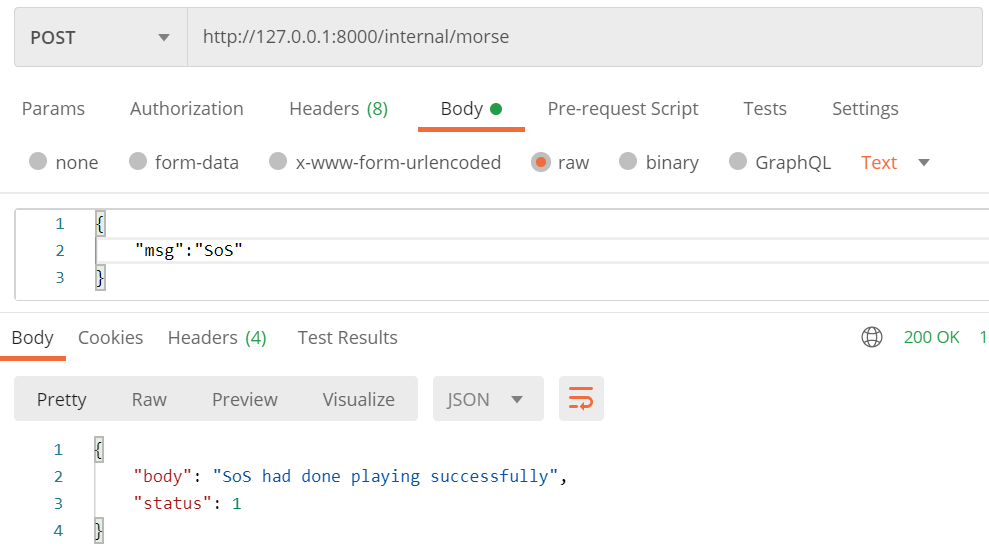 POST http://127.0.0.1:8000/internal/morse
Params Authorization Headers (8) Body Pre-request Script Tests Settings
none form-data x-www-form-urlencoded raw binary GraphQL Text
1 {
2 "msg":"SoS"
3 }
Body Cookies Headers (4) Test Results 200 OK 1
Pretty Raw Preview Visualize JSON
1 {
2 "body": "SoS had done playing successfully",
3 "status": 1
4 }